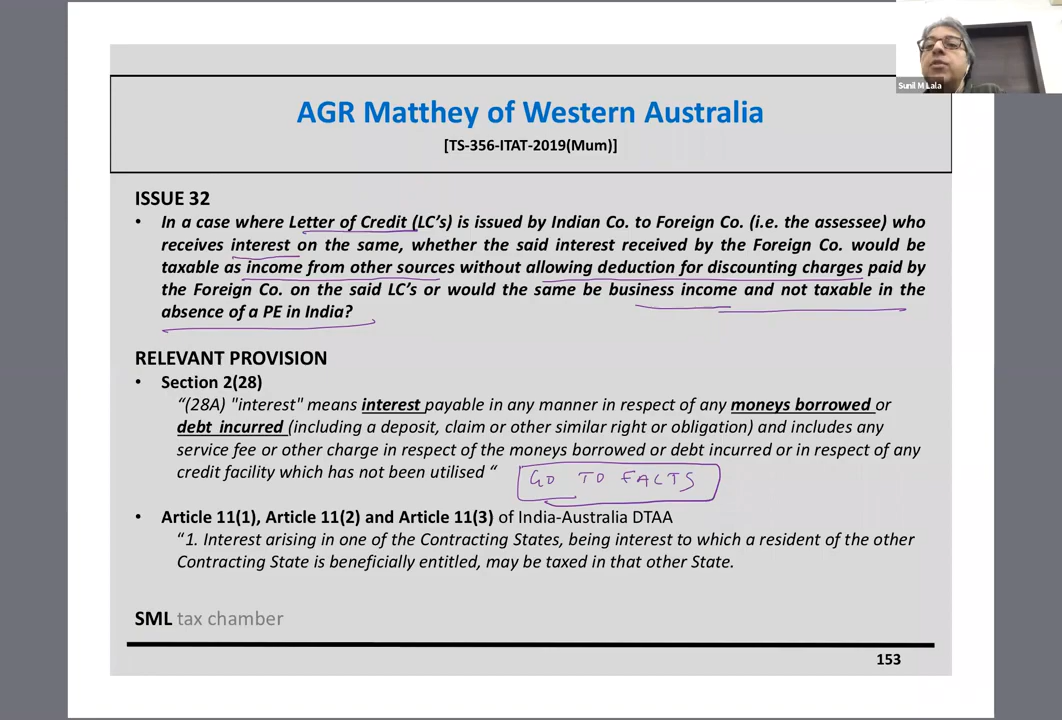 Sunil M Lala
AGR Matthey of Western Australia
[TS-356-ITAT-2019(Mum)]
ISSUE 32
• In a case where Letter of Credit (LC’s) is issued by Indian Co. to Foreign Co. (i.e. the assessee) who
receives interest on the same, whether the said interest received by the Foreign Co. would be
taxable as income from other sources without allowing deduction for discounting charges paid by
the Foreign Co. on the said LC’s or would the same be business income and not taxable in the
absence of a PE in India?
RELEVANT PROVISION
• Section 2(28)
“(28A) "interest" means interest payable in any manner in respect of any moneys borrowed or
debt incurred (including a deposit, claim or other similar right or obligation) and includes any
service fee or other charge in respect of the moneys borrowed or debt incurred or in respect of any
credit facility which has not been utilised “
GO TO FACTS
• Article 11(1), Article 11(2) and Article 11(3) of India-Australia DTAA
“1. Interest arising in one of the Contracting States, being interest to which a resident of the other
Contracting State is beneficially entitled, may be taxed in that other State.
SML tax chamber
153